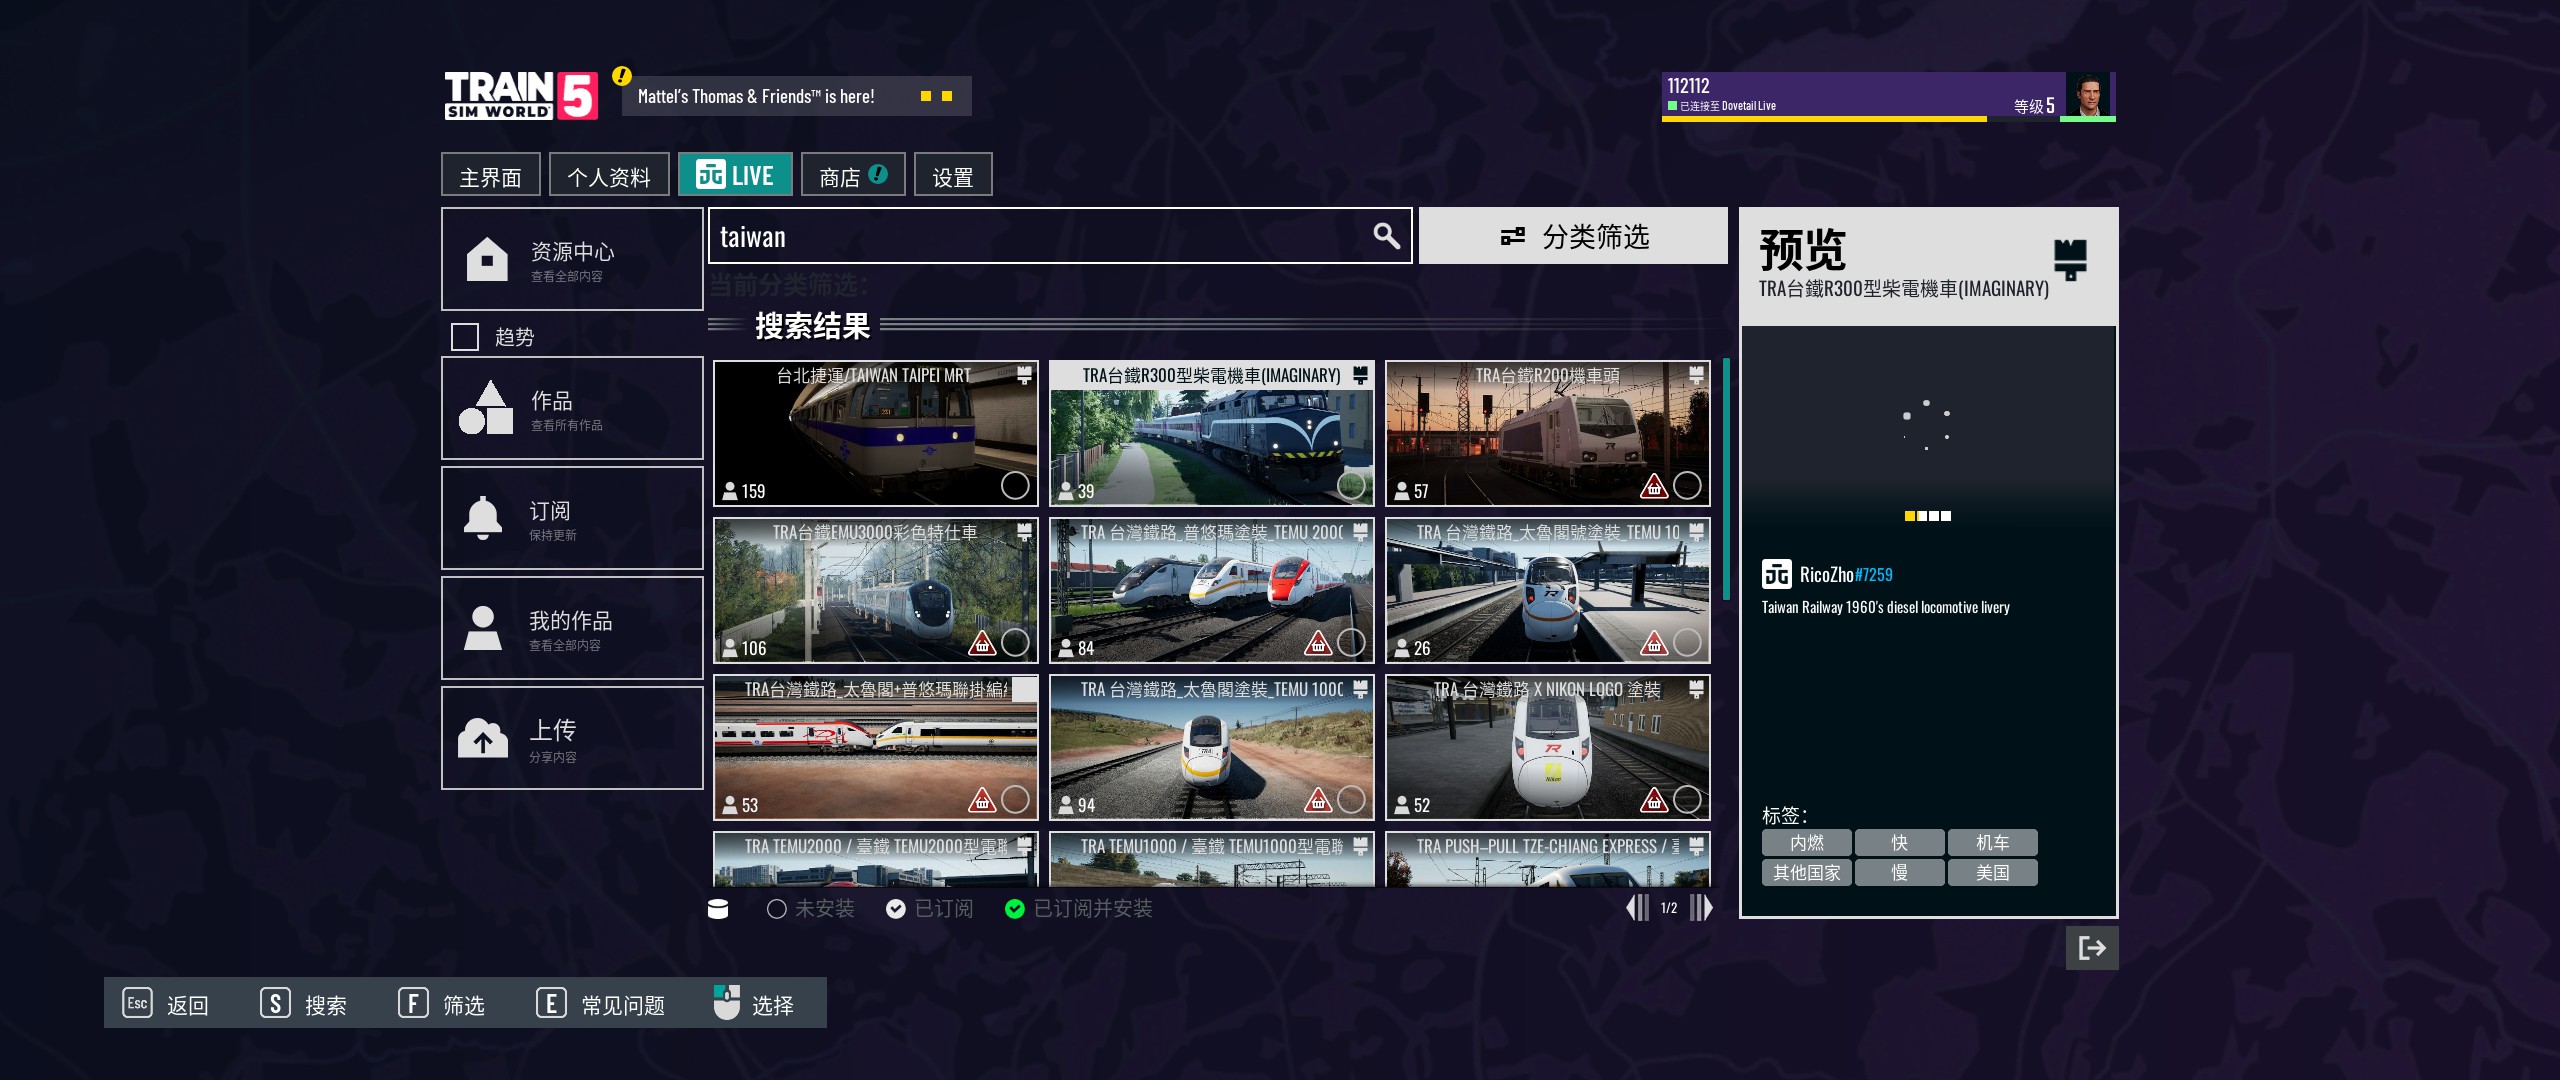 TRAIN
SIM WORLD 5
Mattel's Thomas & Friends™ is here!
112112
已连接至 Dovetail Live
等级 5
主界面
个人资料
LIVE
商店
设置
资源中心
查看全部内容
趋势
作品
查看所有作品
订阅
保持更新
我的作品
查看全部内容
上传
分享内容
taiwan
分类筛选
当前分类筛选:
搜索结果
台北捷運/TAIWAN TAIPEI MRT
159
TRA台鐵R300型柴電機車(IMAGINARY)
39
TRA台鐵R200機車頭
57
TRA台鐵EMU3000彩色特仕車
106
TRA 台灣鐵路_普悠瑪塗裝_TEMU 200
84
TRA 台灣鐵路_太魯閣號塗裝_TEMU 10
26
TRA台灣鐵路_太魯閣+普悠瑪聯掛編
53
TRA 台灣鐵路_太魯閣塗裝_TEMU 100
94
TRA 台灣鐵路 X NIKON LOGO 塗裝
52
TRA TEMU2000 / 臺鐵 TEMU2000型電聯
TRA TEMU1000 / 臺鐵 TEMU1000型電聯
TRA PUSH–PULL TZE-CHIANG EXPRESS /
未安装
已订阅
已订阅并安装
1/2
预览
TRA台鐵R300型柴電機車(IMAGINARY)
RicoZho#7259
Taiwan Railway 1960's diesel locomotive livery
标签:
内燃
快
机车
其他国家
慢
美国
Esc 返回
S 搜索
F 筛选
E 常见问题
选择